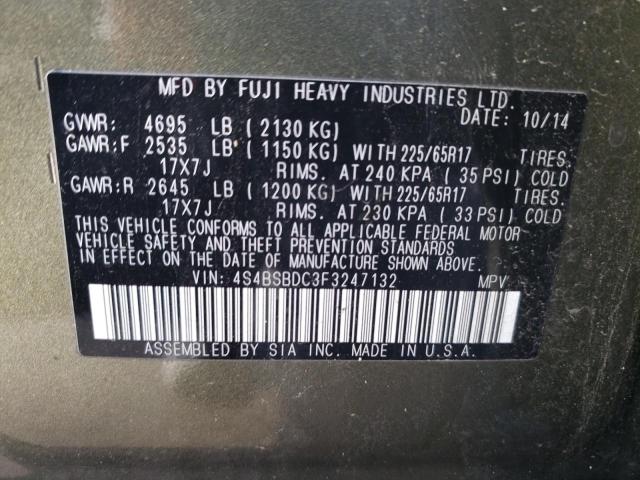 MFD BY FUJI HEAVY INDUSTRIES LTD.
DATE: 10/14
GVWR: 4695 LB ( 2130 KG)
GAWR:F 2535 LB ( 1150 KG) WITH 225/65R17 TIRES.
17X7J RIMS. AT 240 KPA ( 35 PSI) COLD
GAWR:R 2645 LB ( 1200 KG) WITH 225/65R17 TIRES.
17X7J RIMS. AT 230 KPA ( 33 PSI) COLD
THIS VEHICLE CONFORMS TO ALL APPLICABLE FEDERAL MOTOR
VEHICLE SAFETY AND THEFT PREVENTION STANDARDS
IN EFFECT ON THE DATE OF MANUFACTURE SHOWN ABOVE.
VIN: 4S4BSBDC3F3247132 MPV
ASSEMBLED BY SIA INC. MADE IN U.S.A.